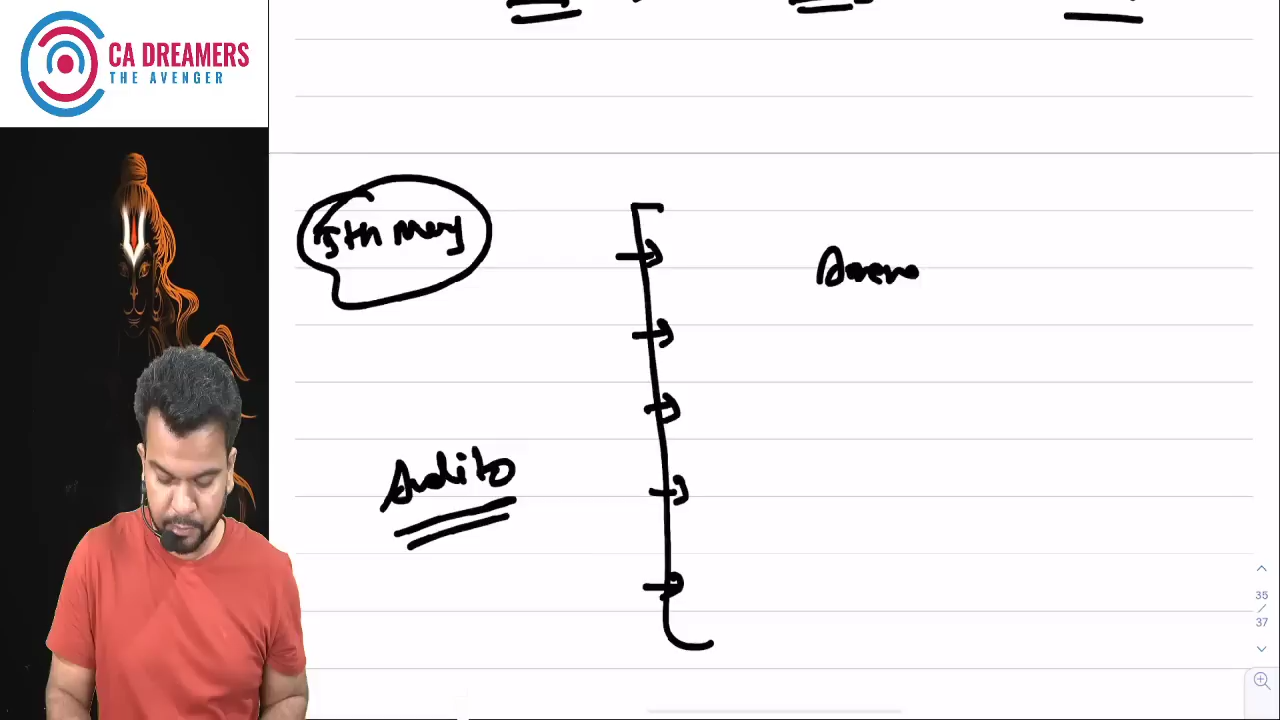 CA DREAMERS
THE AVENGER
15th May
Audito
35
/
37